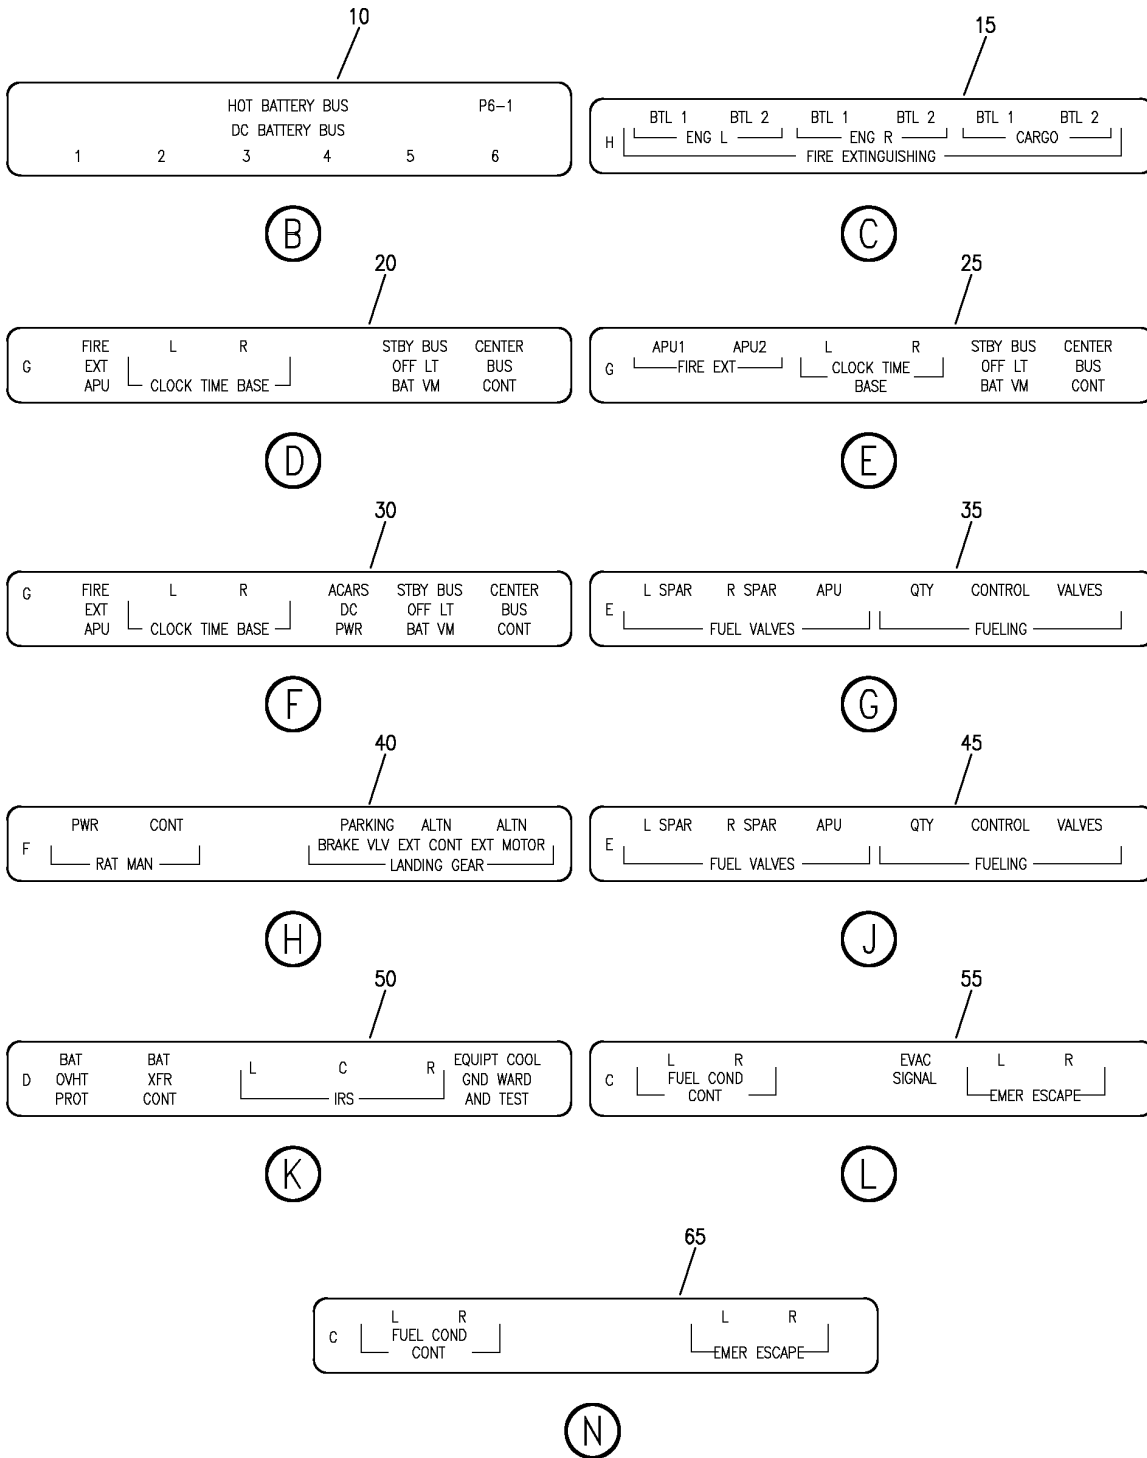 10
HOT BATTERY BUS P6-1
DC BATTERY BUS
1 2 3 4 5 6
B
15
BTL 1 BTL 2 BTL 1 BTL 2 BTL 1 BTL 2
ENG L ENG R CARGO
H
FIRE EXTINGUISHING
C
20
FIRE L R STBY BUS CENTER
G EXT OFF LT BUS
APU CLOCK TIME BASE BAT VM CONT
D
25
APU1 APU2 L R STBY BUS CENTER
G FIRE EXT CLOCK TIME OFF LT BUS
BASE BAT VM CONT
E
30
G FIRE L R ACARS STBY BUS CENTER
EXT DC OFF LT BUS
APU CLOCK TIME BASE PWR BAT VM CONT
F
35
L SPAR R SPAR APU QTY CONTROL VALVES
E
FUEL VALVES FUELING
G
40
PWR CONT PARKING ALTN ALTN
F BRAKE VLV EXT CONT EXT MOTOR
RAT MAN LANDING GEAR
H
45
L SPAR R SPAR APU QTY CONTROL VALVES
E
FUEL VALVES FUELING
J
50
BAT BAT L C R EQUIPT COOL
D OVHT XFR GND WARD
PROT CONT IRS AND TEST
K
55
L R EVAC L R
C FUEL COND SIGNAL
CONT EMER ESCAPE
L
65
L R L R
C FUEL COND
CONT EMER ESCAPE
N